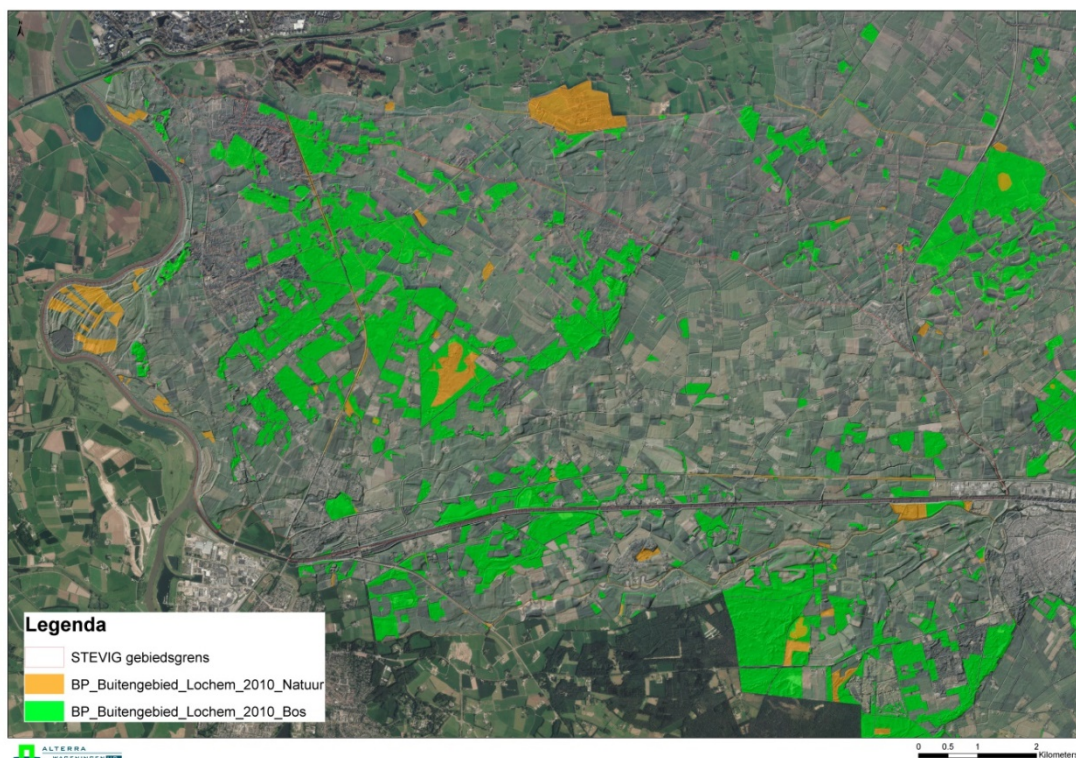 N
Legenda
STEVIG gebiedsgrens
BP_Buitengebied_Lochem_2010_Natuur
BP_Buitengebied_Lochem_2010_Bos
ALTERRA
0 0.5 1 2
Kilometers